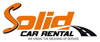 Solid
CAR RENTAL
WE KNOW THE MEANING OF SERVICE